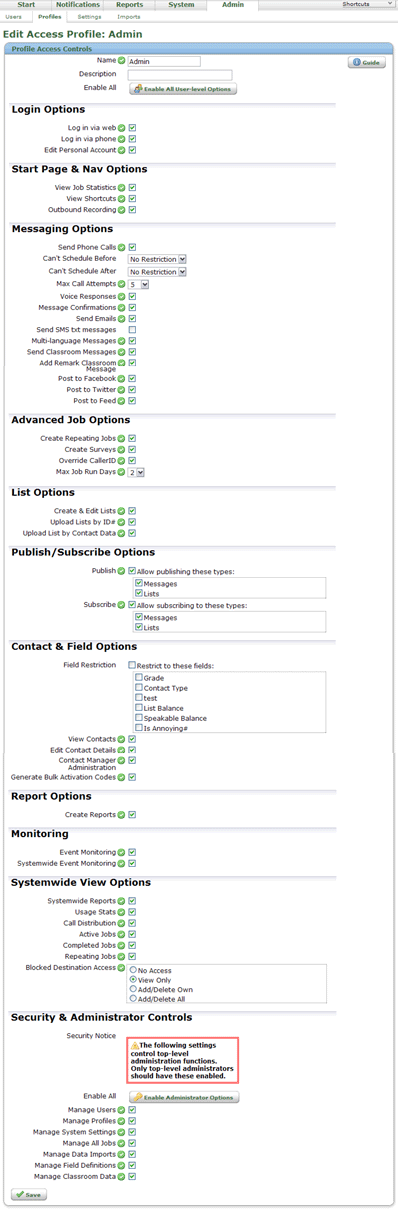 Start Notifications Reports System Admin Shortcuts
Users Profiles Settings Imports
Edit Access Profile: Admin
Profile Access Controls
Name Admin Guide
Description
Enable All Enable All User-level Options
Login Options
Log in via web
Log in via phone
Edit Personal Account
Start Page & Nav Options
View Job Statistics
View Shortcuts
Outbound Recording
Messaging Options
Send Phone Calls
Can't Schedule Before No Restriction
Can't Schedule After No Restriction
Max Call Attempts 5
Voice Responses
Message Confirmations
Send Emails
Send SMS txt messages
Multi-language Messages
Send Classroom Messages
Add Remark Classroom
Message
Post to Facebook
Post to Twitter
Post to Feed
Advanced Job Options
Create Repeating Jobs
Create Surveys
Override CallerID
Max Job Run Days 2
List Options
Create & Edit Lists
Upload Lists by ID#
Upload List by Contact Data
Publish/Subscribe Options
Publish Allow publishing these types:
Messages
Lists
Subscribe Allow subscribing to these types:
Messages
Lists
Contact & Field Options
Field Restriction Restrict to these fields:
Grade
Contact Type
test
List Balance
Speakable Balance
Is Annoying#
View Contacts
Edit Contact Details
Contact Manager
Administration
Generate Bulk Activation Codes
Report Options
Create Reports
Monitoring
Event Monitoring
Systemwide Event Monitoring
Systemwide View Options
Systemwide Reports
Usage Stats
Call Distribution
Active Jobs
Completed Jobs
Repeating Jobs
Blocked Destination Access No Access
View Only
Add/Delete Own
Add/Delete All
Security & Administrator Controls
Security Notice
The following settings
control top-level
administration functions.
Only top-level administrators
should have these enabled.
Enable All Enable Administrator Options
Manage Users
Manage Profiles
Manage System Settings
Manage All Jobs
Manage Data Imports
Manage Field Definitions
Manage Classroom Data
Save